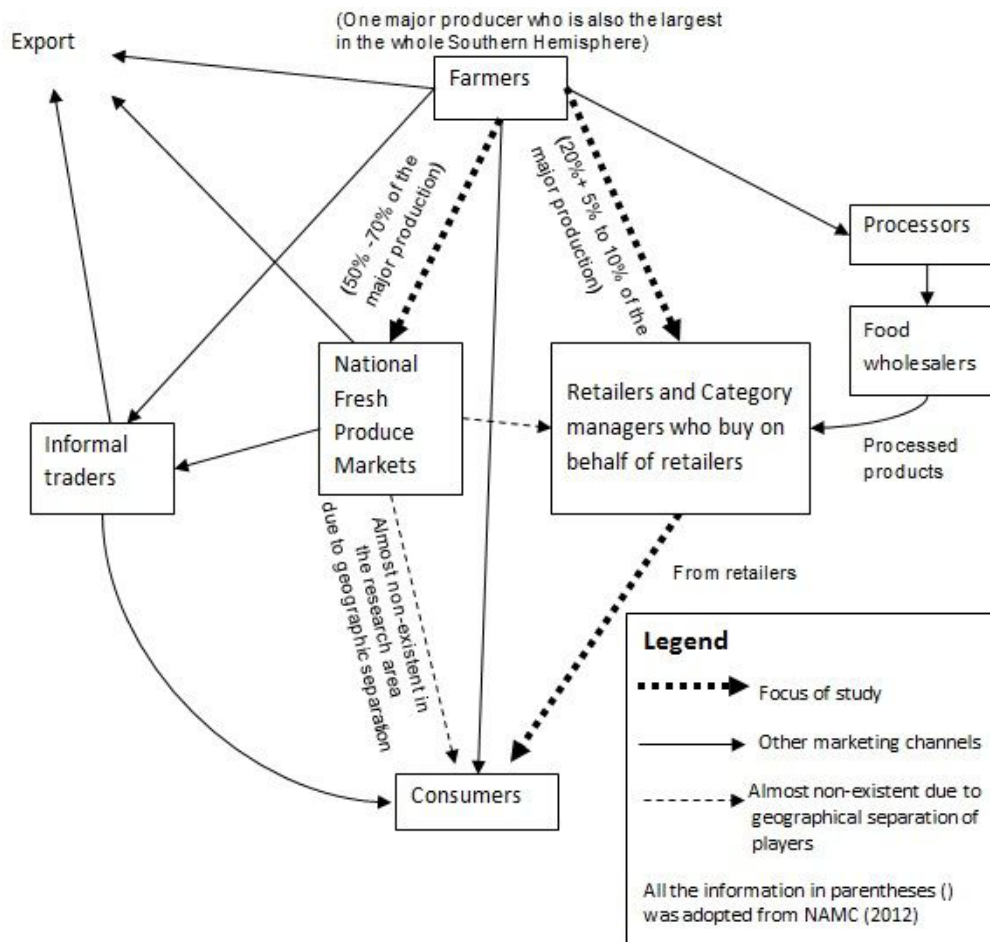 (One major producer who is also the largest
in the whole Southern Hemisphere)
Export
Farmers
(50% -70% of the
major production)
(20%+ 5% to 10% of the
major production)
Processors
Food
wholesalers
National
Fresh
Produce
Markets
Retailers and Category
managers who buy on
behalf of retailers
Informal
traders
Processed
products
Almost non-existent in
the research area
due to geographic separation
From retailers
Consumers
Legend
Focus of study
Other marketing channels
Almost non-existent due to
geographical separation of
players
All the information in parentheses ()
was adopted from NAMC (2012)